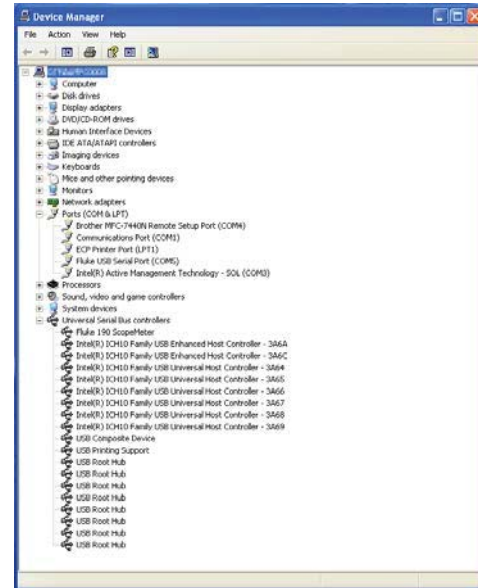 Device Manager
File Action View Help
Computer
Disk drives
Display adapters
DVD/CD-ROM drives
Human Interface Devices
IDE ATA/ATAPI controllers
Imaging devices
Keyboards
Mice and other pointing devices
Monitors
Network adapters
Ports (COM & LPT)
Brother MFC-7440N Remote Setup Port (COM4)
Communications Port (COM1)
ECP Printer Port (LPT1)
Fluke USB Serial Port (COM5)
Intel(R) Active Management Technology - SOL (COM3)
Processors
Sound, video and game controllers
System devices
Universal Serial Bus controllers
Fluke 190 ScopeMeter
Intel(R) ICH10 Family USB Enhanced Host Controller - 3A6A
Intel(R) ICH10 Family USB Enhanced Host Controller - 3A6C
Intel(R) ICH10 Family USB Universal Host Controller - 3A64
Intel(R) ICH10 Family USB Universal Host Controller - 3A65
Intel(R) ICH10 Family USB Universal Host Controller - 3A66
Intel(R) ICH10 Family USB Universal Host Controller - 3A67
Intel(R) ICH10 Family USB Universal Host Controller - 3A68
Intel(R) ICH10 Family USB Universal Host Controller - 3A69
USB Composite Device
USB Printing Support
USB Root Hub
USB Root Hub
USB Root Hub
USB Root Hub
USB Root Hub
USB Root Hub
USB Root Hub
USB Root Hub